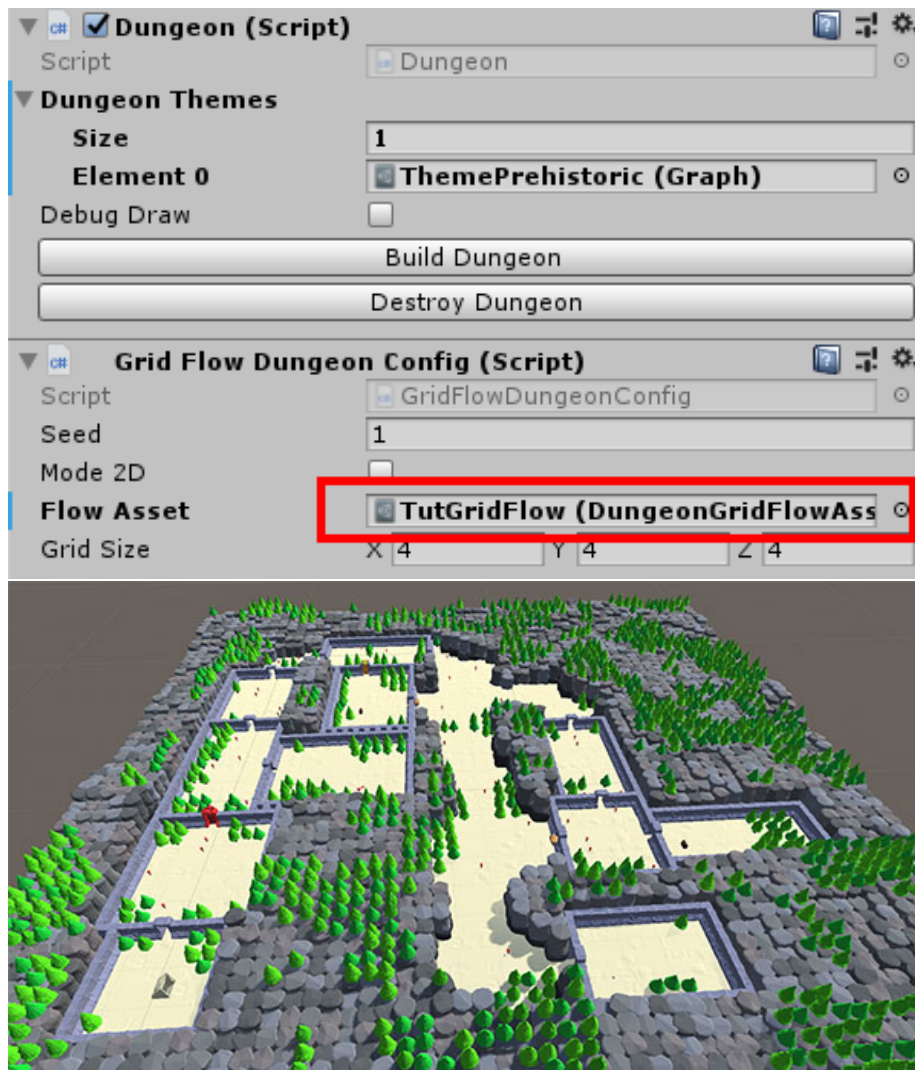 Dungeon (Script)
Script Dungeon
Dungeon Themes
Size 1
Element 0 ThemePrehistoric (Graph)
Debug Draw
Build Dungeon
Destroy Dungeon
c# Grid Flow Dungeon Config (Script)
Script GridFlowDungeonConfig
Seed 1
Mode 2D
Flow Asset TutGridFlow (DungeonGridFlowAss
Grid Size X 4 Y 4 Z 4